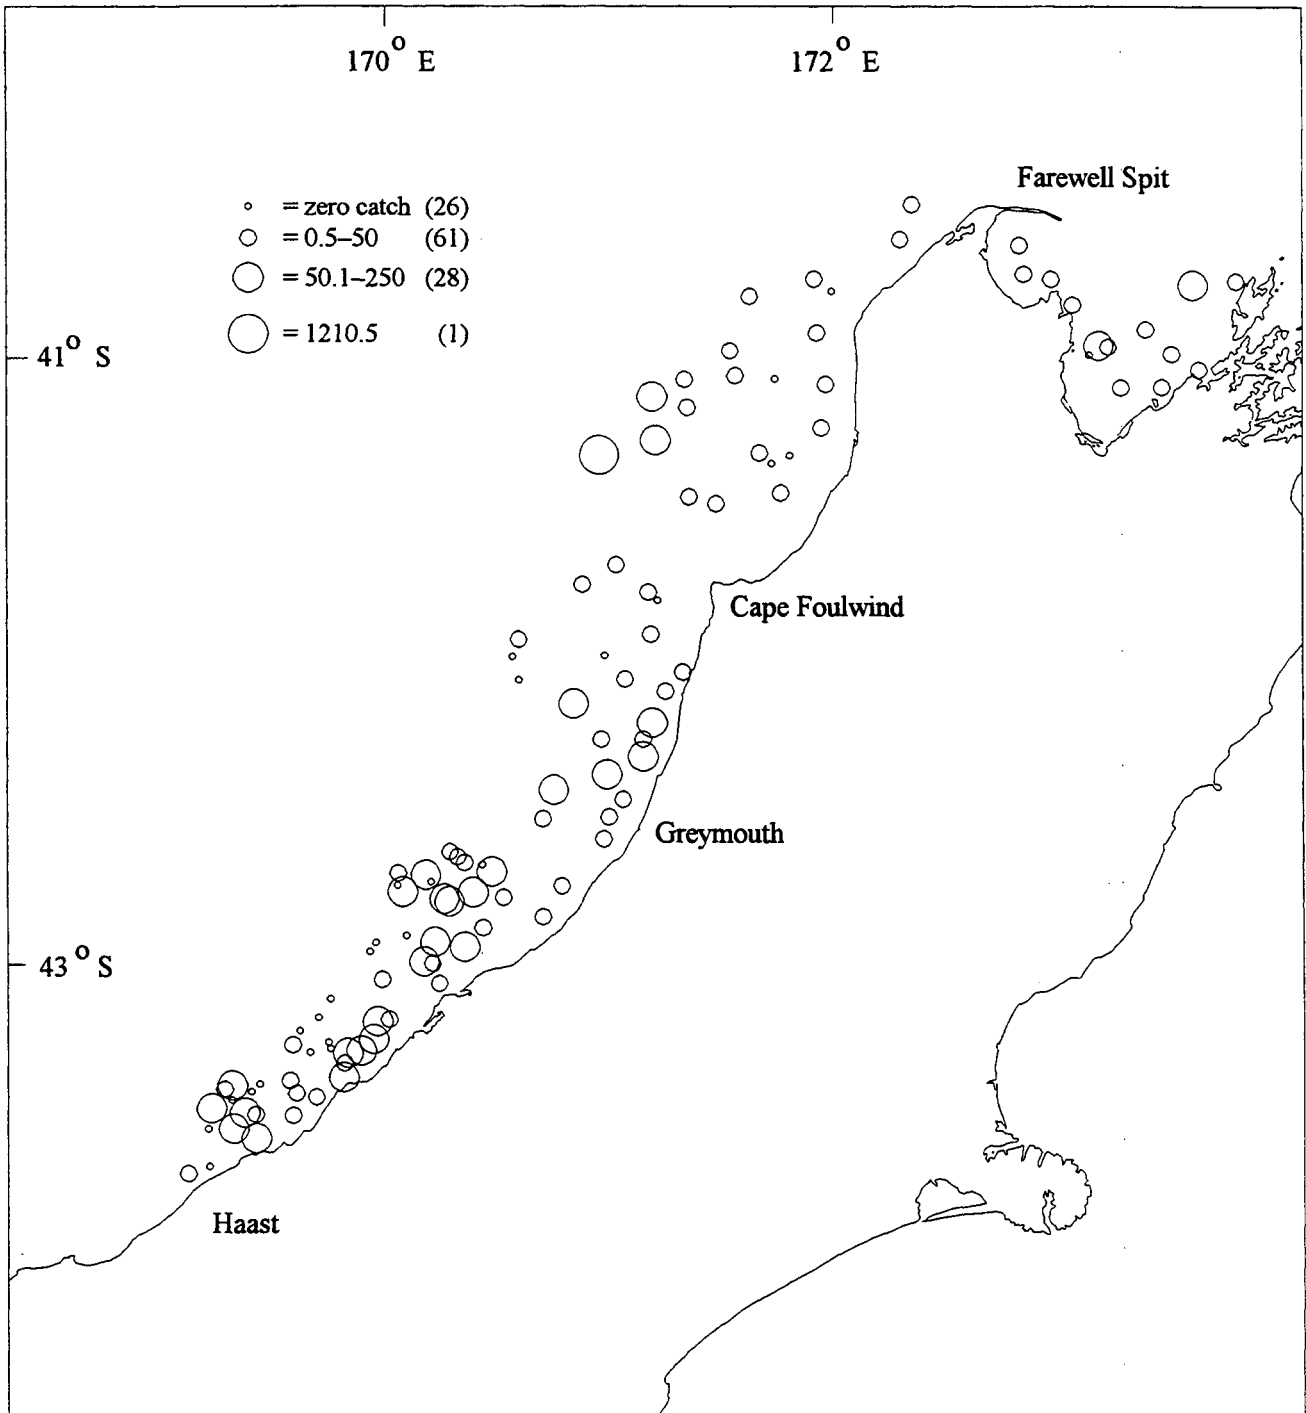 170° E
172° E
Farewell Spit
= zero catch (26)
= 0.5–50 (61)
= 50.1–250 (28)
= 1210.5 (1)
41° S
Cape Foulwind
Greymouth
43° S
Haast